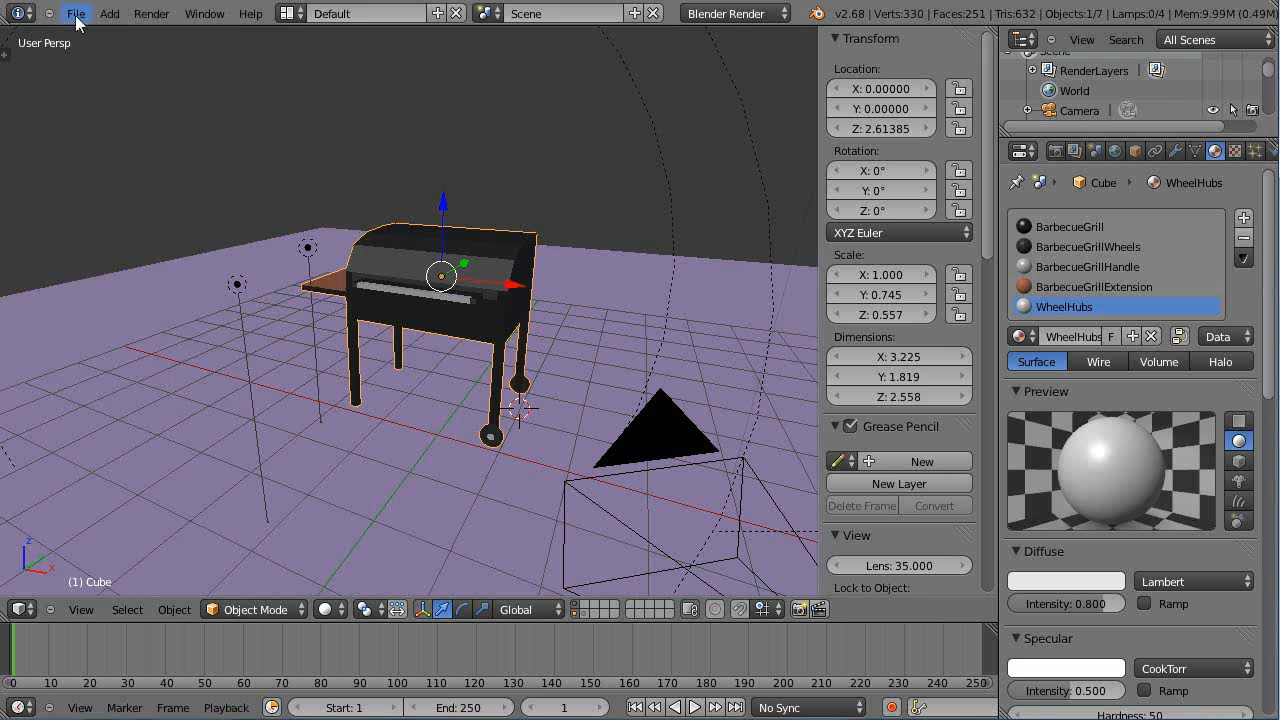 File Add Render Window Help Default Scene Blender Render v2.68 | Verts:330 | Faces:251 | Tris:632 | Objects:1/7 | Lamps:0/4 | Mem:9.99M (0.49M)
User Persp
(1) Cube
z
x
View Select Object Object Mode Global
Transform
Location:
X: 0.00000
Y: 0.00000
Z: 2.61385
Rotation:
X: 0°
Y: 0°
Z: 0°
XYZ Euler
Scale:
X: 1.000
Y: 0.745
Z: 0.557
Dimensions:
X: 3.225
Y: 1.819
Z: 2.558
Grease Pencil
New
New Layer
Delete Frame Convert
View
Lens: 35.000
Lock to Object:
View Search All Scenes
Scene
RenderLayers |
World
Camera |
Cube WheelHubs
BarbecueGrill
BarbecueGrillWheels
BarbecueGrillHandle
BarbecueGrillExtension
WheelHubs
WheelHubs F Data
Surface Wire Volume Halo
Preview
Diffuse
Lambert
Intensity: 0.800 Ramp
Specular
CookTorr
Intensity: 0.500 Ramp
Hardness: 50
0 10 20 30 40 50 60 70 80 90 100 110 120 130 140 150 160 170 180 190 200 210 220 230 240 250
View Marker Frame Playback Start: 1 End: 250 1 No Sync